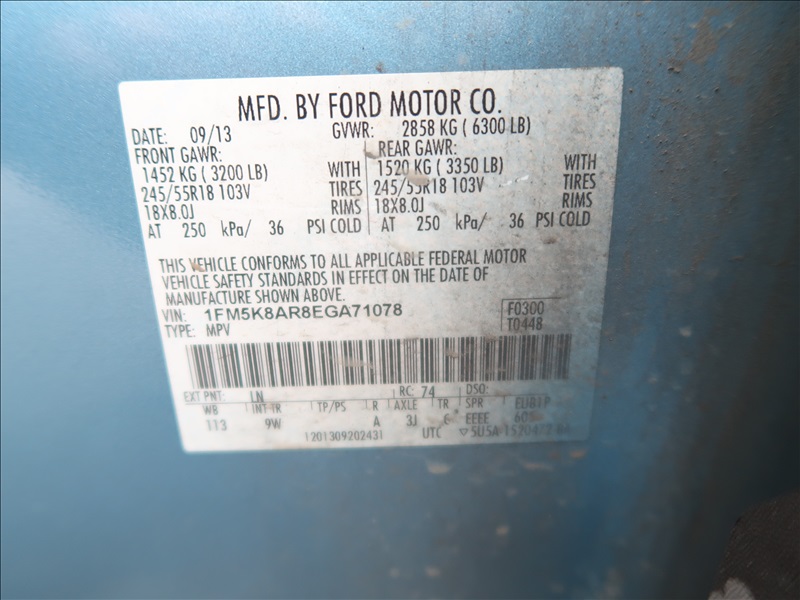 MFD. BY FORD MOTOR CO.
DATE: 09/13 GVWR: 2858 KG ( 6300 LB)
FRONT GAWR: REAR GAWR:
1452 KG ( 3200 LB) WITH 1520 KG ( 3350 LB) WITH
245/55R18 103V TIRES 245/55R18 103V TIRES
18X8.0J RIMS 18X8.0J RIMS
AT 250 kPa/ 36 PSI COLD AT 250 kPa/ 36 PSI COLD
THIS VEHICLE CONFORMS TO ALL APPLICABLE FEDERAL MOTOR
VEHICLE SAFETY STANDARDS IN EFFECT ON THE DATE OF
MANUFACTURE SHOWN ABOVE.
VIN: 1FM5K8AR8EGA71078 F0300
TYPE: MPV T0448
EXT PNT: LN RC: 74 DSO:
WB INT TR TP/PS R AXLE TR SPR
113 9W A 3J EEEE
1201309202431 UTC